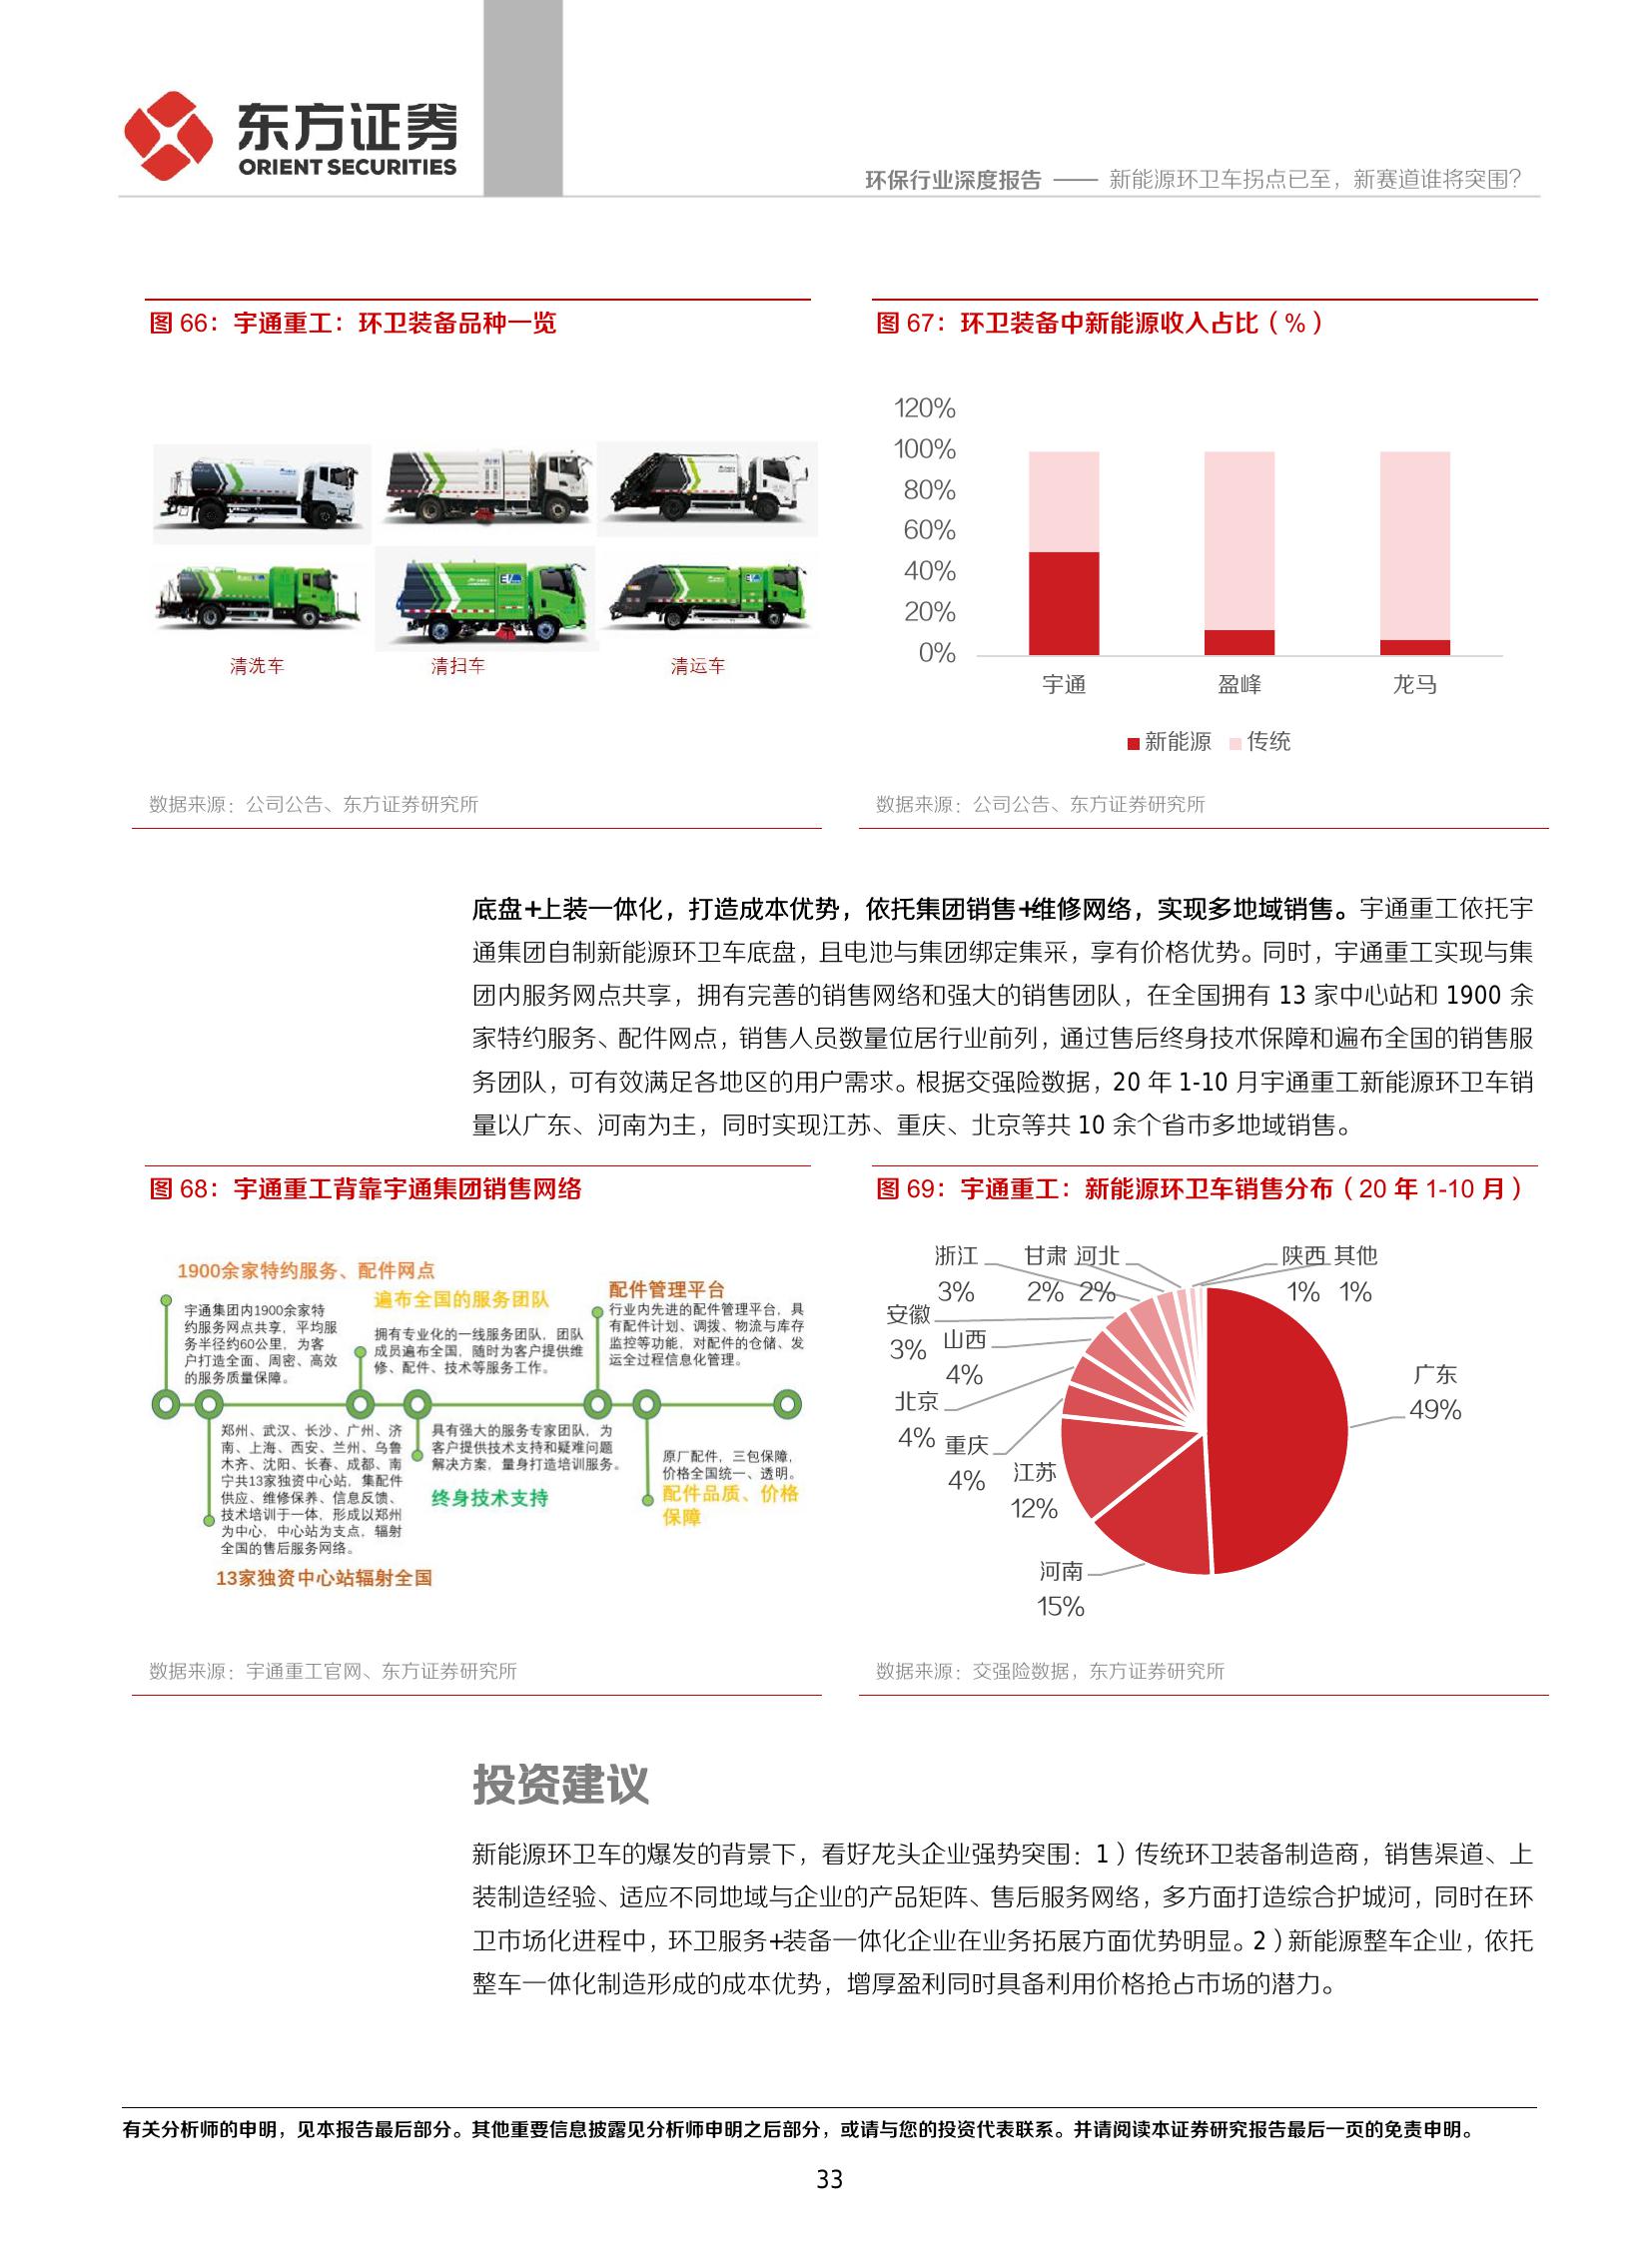 东方证券
ORIENT SECURITIES
环保行业深度报告 —— 新能源环卫车拐点已至，新赛道谁将突围？
图 66：宇通重工：环卫装备品种一览
清洗车 清扫车 清运车
数据来源：公司公告、东方证券研究所
图 67：环卫装备中新能源收入占比（%）
120%
100%
80%
60%
40%
20%
0%
宇通 盈峰 龙马
新能源 传统
数据来源：公司公告、东方证券研究所
底盘+上装一体化，打造成本优势，依托集团销售+维修网络，实现多地域销售。宇通重工依托宇
通集团自制新能源环卫车底盘，且电池与集团绑定集采，享有价格优势。同时，宇通重工实现与集
团内服务网点共享，拥有完善的销售网络和强大的销售团队，在全国拥有 13 家中心站和 1900 余
家特约服务、配件网点，销售人员数量位居行业前列，通过售后终身技术保障和遍布全国的销售服
务团队，可有效满足各地区的用户需求。根据交强险数据，20 年 1-10 月宇通重工新能源环卫车销
量以广东、河南为主，同时实现江苏、重庆、北京等共 10 余个省市多地域销售。
图 68：宇通重工背靠宇通集团销售网络
1900余家特约服务、配件网点
宇通集团内1900余家特
约服务网点共享，平均服
务半径约60公里，为客
户打造全面、周密、高效
的服务质量保障。
遍布全国的服务团队
拥有专业化的一线服务团队，团队
成员遍布全国，随时为客户提供维
修、配件、技术等服务工作。
配件管理平台
行业内先进的配件管理平台，具
有配件计划、调拨、物流与库存
监控等功能，对配件的仓储、发
运全过程信息化管理。
郑州、武汉、长沙、广州、济
南、上海、西安、兰州、乌鲁
木齐、沈阳、长春、成都、南
宁共13家独资中心站，集配件
供应、维修保养、信息反馈、
技术培训于一体，形成以郑州
为中心，中心站为支点，辐射
全国的售后服务网络。
13家独资中心站辐射全国
具有强大的服务专家团队，为
客户提供技术支持和疑难问题
解决方案，量身打造培训服务。
终身技术支持
原厂配件，三包保障，
价格全国统一、透明。
配件品质、价格
保障
数据来源：宇通重工官网、东方证券研究所
图 69：宇通重工：新能源环卫车销售分布（20 年 1-10 月）
浙江
3%
甘肃
2%
河北
2%
陕西
1%
其他
1%
安徽
3%
山西
4%
北京
4%
重庆
4%
江苏
12%
河南
15%
广东
49%
数据来源：交强险数据，东方证券研究所
投资建议
新能源环卫车的爆发的背景下，看好龙头企业强势突围：1）传统环卫装备制造商，销售渠道、上
装制造经验、适应不同地域与企业的产品矩阵、售后服务网络，多方面打造综合护城河，同时在环
卫市场化进程中，环卫服务+装备一体化企业在业务拓展方面优势明显。2）新能源整车企业，依托
整车一体化制造形成的成本优势，增厚盈利同时具备利用价格抢占市场的潜力。
有关分析师的申明，见本报告最后部分。其他重要信息披露见分析师申明之后部分，或请与您的投资代表联系。并请阅读本证券研究报告最后一页的免责申明。
33